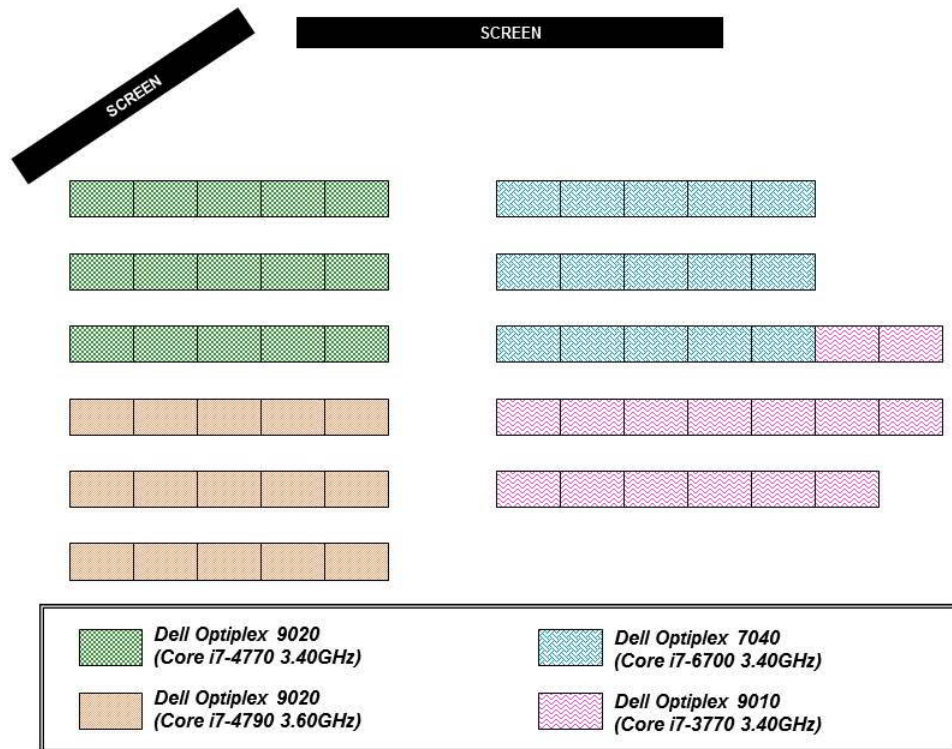 SCREEN
SCREEN
Dell Optiplex 9020
(Core i7-4770 3.40GHz)
Dell Optiplex 7040
(Core i7-6700 3.40GHz)
Dell Optiplex 9020
(Core i7-4790 3.60GHz)
Dell Optiplex 9010
(Core i7-3770 3.40GHz)